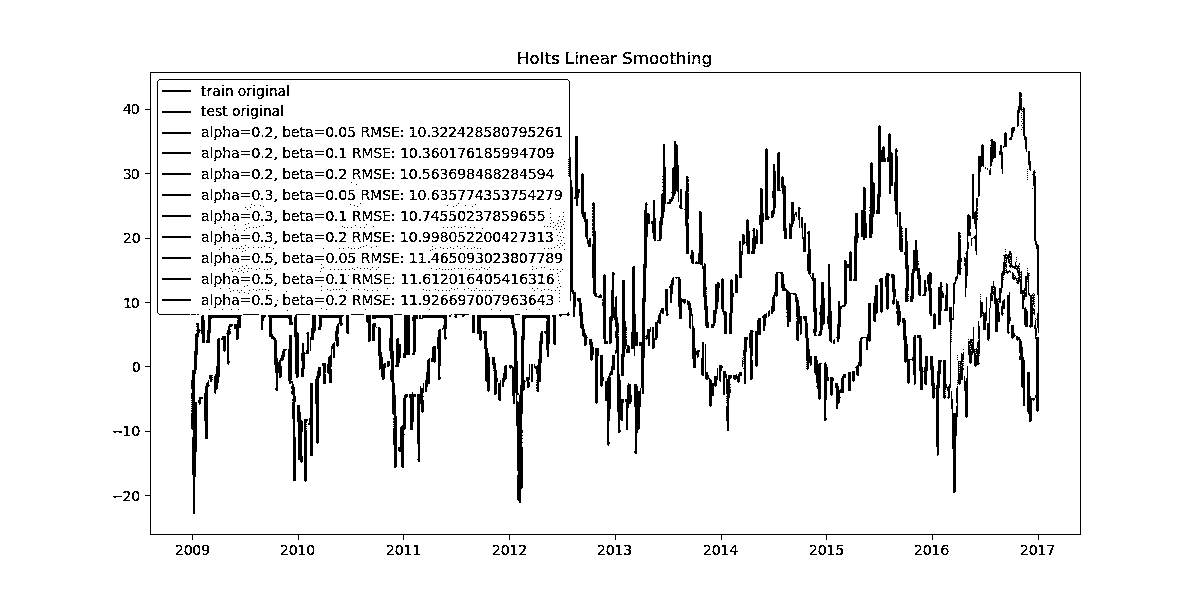 Holts Linear Smoothing
train original
test original
alpha=0.2, beta=0.05 RMSE: 10.322428580795261
alpha=0.2, beta=0.1 RMSE: 10.360176185994709
alpha=0.2, beta=0.2 RMSE: 10.563698488284594
alpha=0.3, beta=0.05 RMSE: 10.635774353754279
alpha=0.3, beta=0.1 RMSE: 10.74550237859655
alpha=0.3, beta=0.2 RMSE: 10.998052200427313
alpha=0.5, beta=0.05 RMSE: 11.465093023807789
alpha=0.5, beta=0.1 RMSE: 11.612016405416316
alpha=0.5, beta=0.2 RMSE: 11.926697007963643
40
30
20
10
0
−10
−20
2009 2010 2011 2012 2013 2014 2015 2016 2017